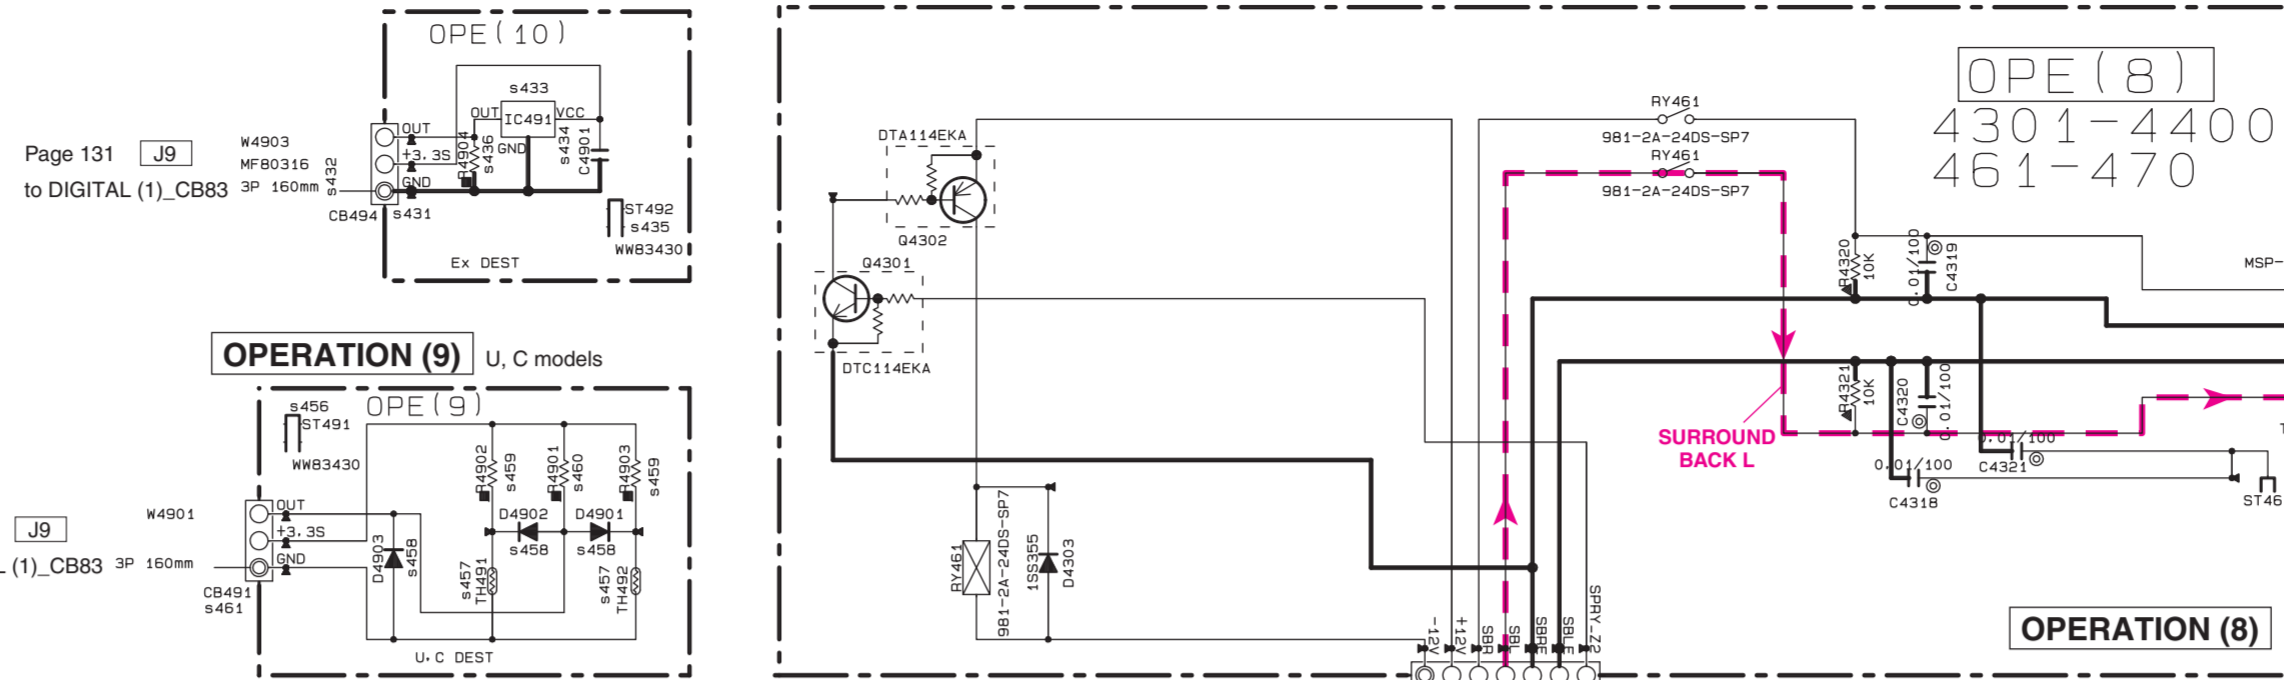 OPE(10)
s433
OUT
VCC
IC491
GND
s434
C4901
R4904
s436
OUT
+3.3S
GND
Page 131 J9
to DIGITAL (1)_CB83
W4903
MF80316
3P 160mm
s432
CB494
s431
ST492
s435
WW83430
Ex DEST
OPERATION (9) U, C models
OPE(9)
s456
ST491
WW83430
R4902
s459
R4901
s460
R4903
s459
J9
(1)_CB83
W4901
3P 160mm
OUT
+3.3S
GND
CB491
s461
D4903
s458
D4902
s458
D4901
s458
s457
TH491
s457
TH492
U,C DEST
DTA114EKA
Q4302
Q4301
DTC114EKA
RY461
981-2A-24DS-SP7
RY461
981-2A-24DS-SP7
OPE(8)
4301-4400
461-470
R4320
10K
0.01/100
C4319
MSP-
R4321
10K
C4320
0.01/100
SURROUND
BACK L
0.01/100
C4321
0.01/100
C4318
ST46
RY461
981-2A-24DS-SP7
1SS355
D4303
-12V
+12V
SBR
SBL
SBRE
SBLE
SPRY-Z2
OPERATION (8)